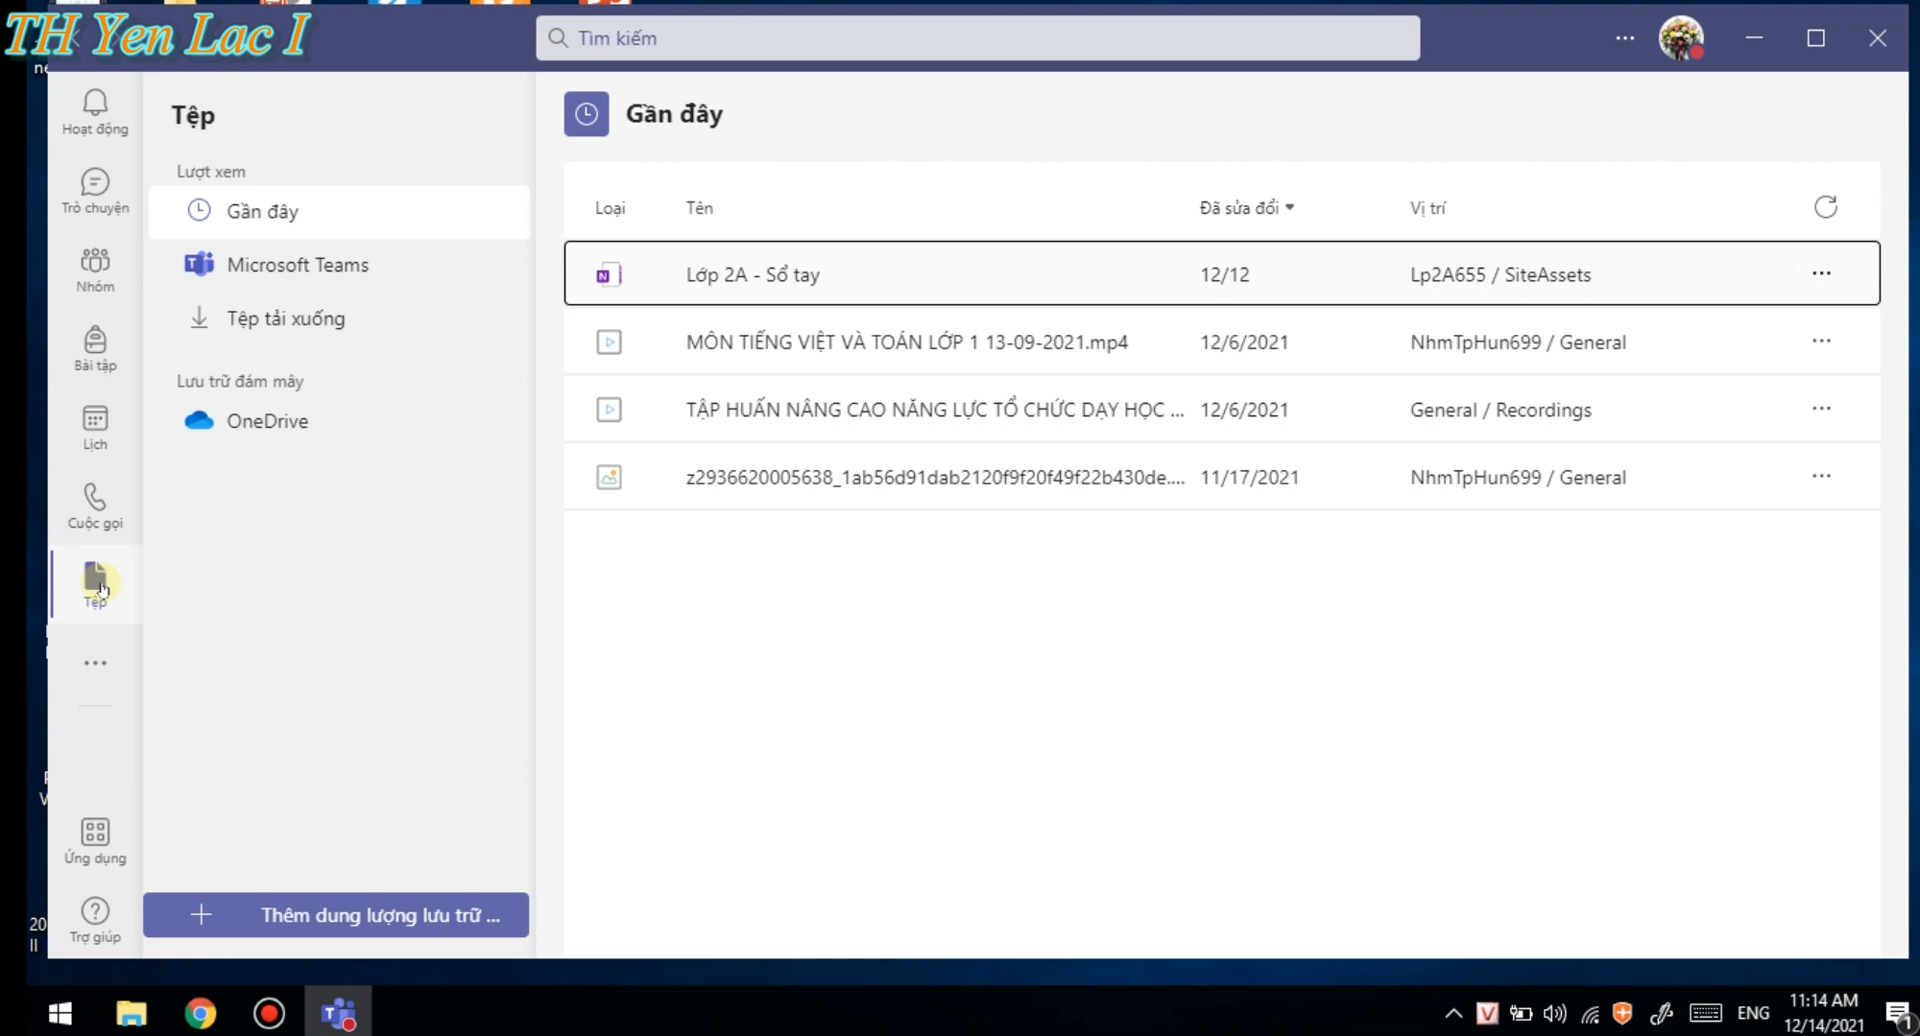 TH Yen Lac I
Tìm kiếm
Hoạt động
Trò chuyện
Nhóm
Bài tập
Lịch
Cuộc gọi
Tệp
Ứng dụng
Trợ giúp
Tệp
Lượt xem
Gần đây
Microsoft Teams
Tệp tải xuống
Lưu trữ đám mây
OneDrive
Thêm dung lượng lưu trữ ...
Gần đây
Loại Tên Đã sửa đổi Vị trí
Lớp 2A - Sổ tay 12/12 Lp2A655 / SiteAssets
MÔN TIẾNG VIỆT VÀ TOÁN LỚP 1 13-09-2021.mp4 12/6/2021 NhmTpHun699 / General
TẬP HUẤN NÂNG CAO NĂNG LỰC TỔ CHỨC DẠY HỌC ... 12/6/2021 General / Recordings
z2936620005638_1ab56d91dab2120f9f20f49f22b430de.... 11/17/2021 NhmTpHun699 / General
ENG
11:14 AM
12/14/2021
1